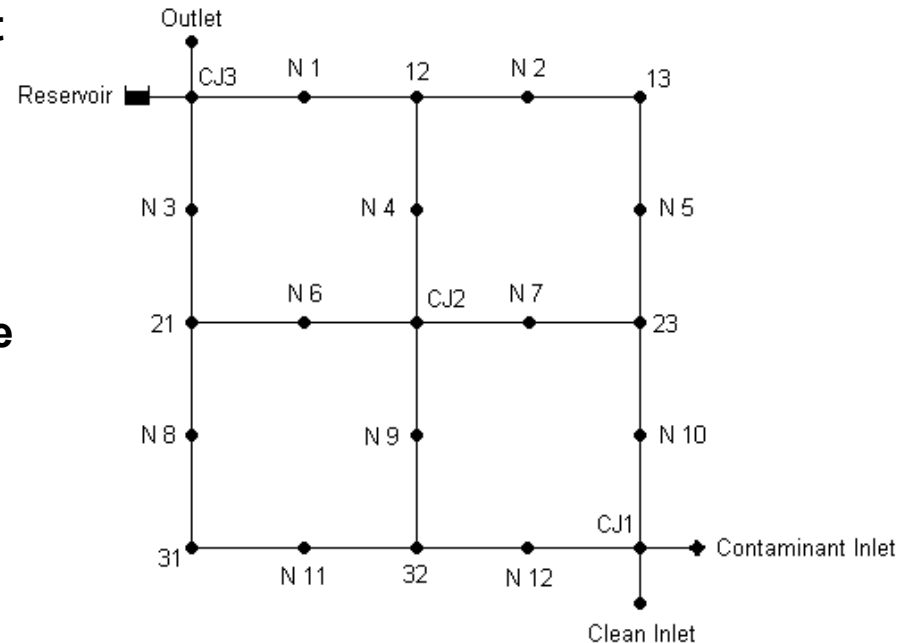 Outlet
t
CJ3
N 1
12
N 2
13
Reservoir
N 3
N 4
N 5
N 6
CJ2
N 7
21
23
e
N 8
N 9
N 10
CJ1
31
N 11
32
N 12
Contaminant Inlet
Clean Inlet